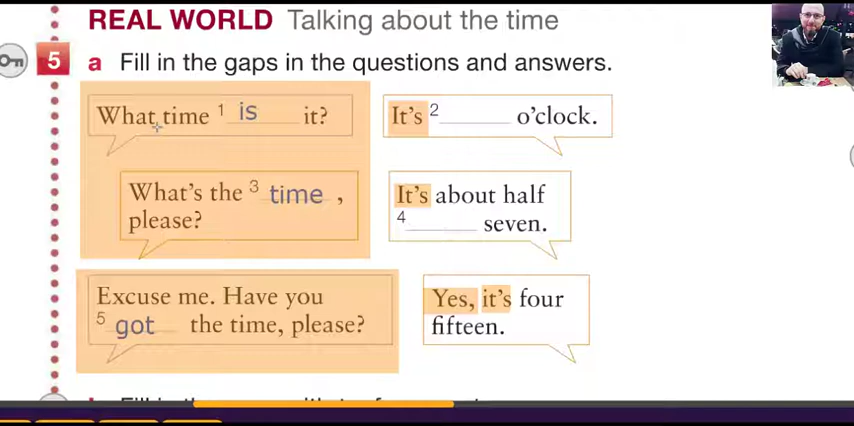 REAL WORLD Talking about the time
5 a Fill in the gaps in the questions and answers.
What time 1 is it?
It's 2 ______ o'clock.
What's the 3 time ,
please?
It's about half
4 ______ seven.
Excuse me. Have you
5 got the time, please?
Yes, it's four
fifteen.